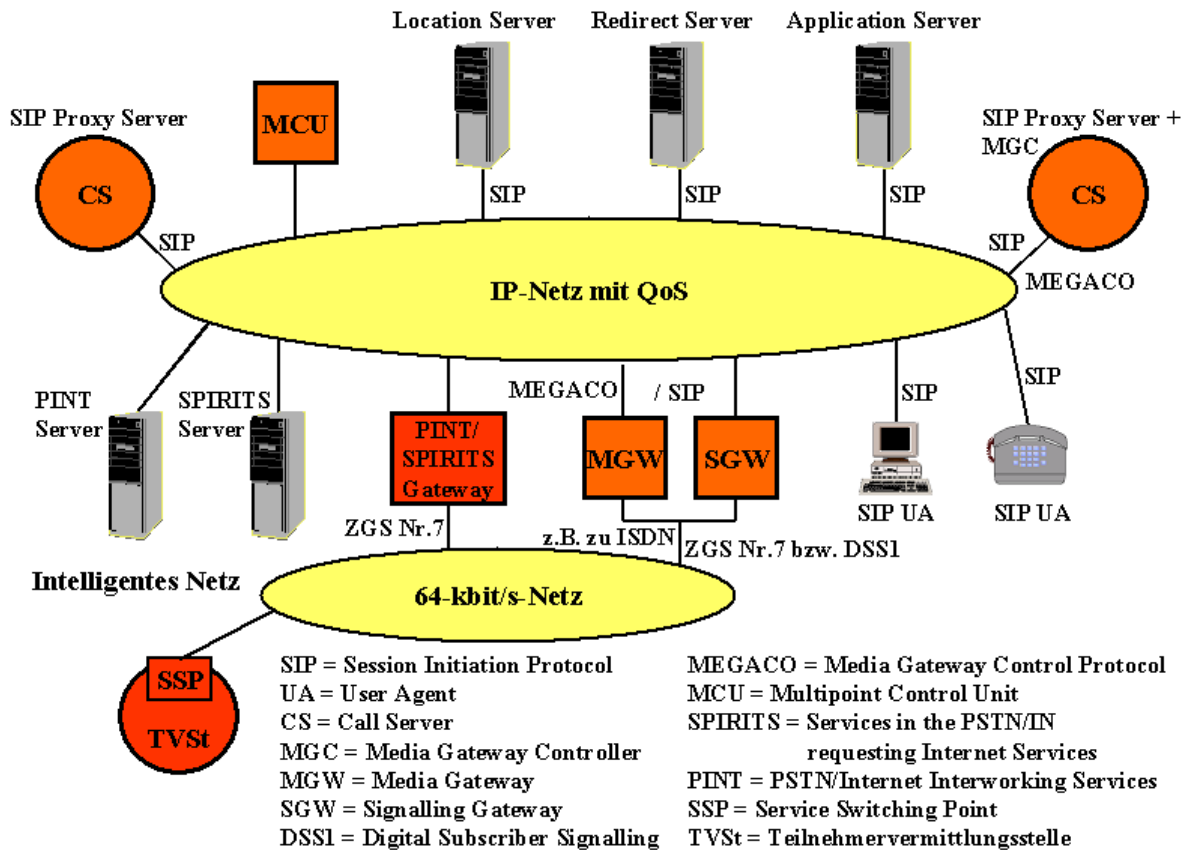 Location Server
Redirect Server
Application Server
SIP Proxy Server
MCU
SIP Proxy Server +
MGC
CS
CS
SIP
SIP
SIP
SIP
SIP
MEGACO
IP-Netz mit QoS
PINT
Server
SPIRITS
Server
MEGACO
/ SIP
SIP
SIP
PINT/
SPIRITS
Gateway
MGW
SGW
SIP UA
SIP UA
ZGS Nr.7
z.B. zu ISDN
ZGS Nr.7 bzw. DSS1
Intelligentes Netz
64-kbit/s-Netz
SSP
TVSt
SIP = Session Initiation Protocol
UA = User Agent
CS = Call Server
MGC = Media Gateway Controller
MGW = Media Gateway
SGW = Signalling Gateway
DSS1 = Digital Subscriber Signalling
MEGACO = Media Gateway Control Protocol
MCU = Multipoint Control Unit
SPIRITS = Services in the PSTN/IN
requesting Internet Services
PINT = PSTN/Internet Interworking Services
SSP = Service Switching Point
TVSt = Teilnehmervermittlungsstelle